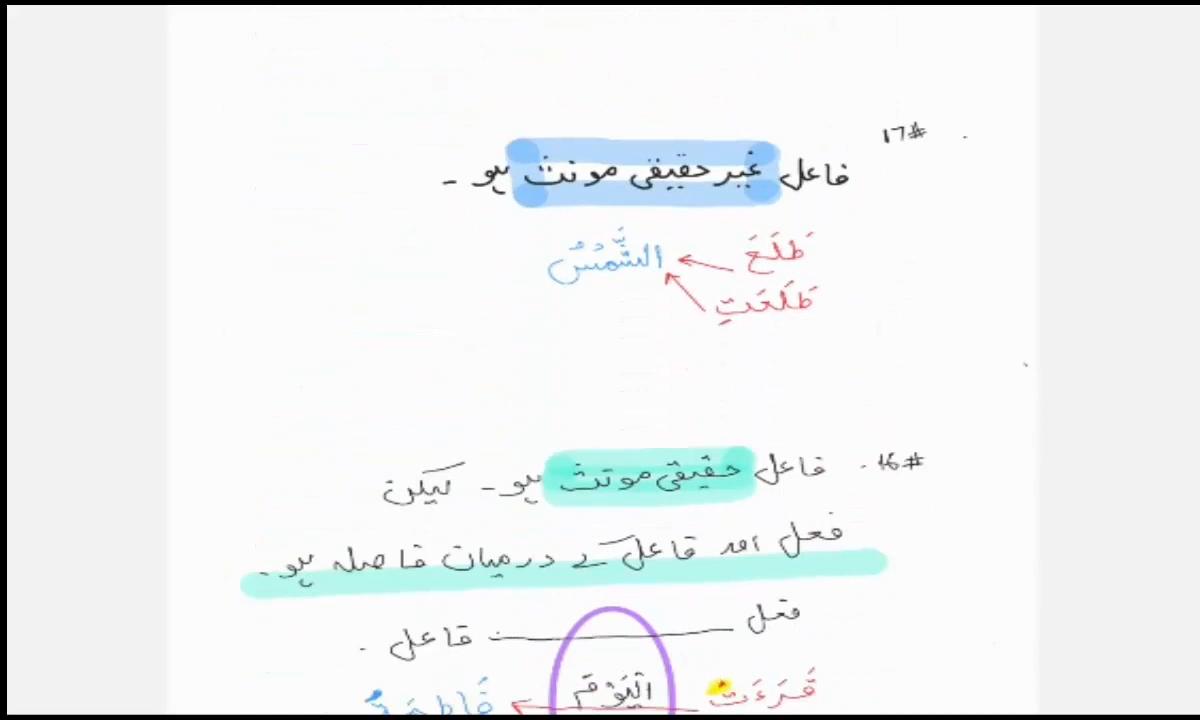 #17
فاعل غیر حقیقی مونث ہو ۔
طَلَعَ الشَّمْسُ
طَلَعَتِ
#16. فاعل حقیقی مونث ہو ۔ لیکن
فعل اور فاعل کے درمیان فاصلہ ہو ۔
فعل فاعل .
قَرَءَتْ الْیَوْمَ فَاطِمَةُ